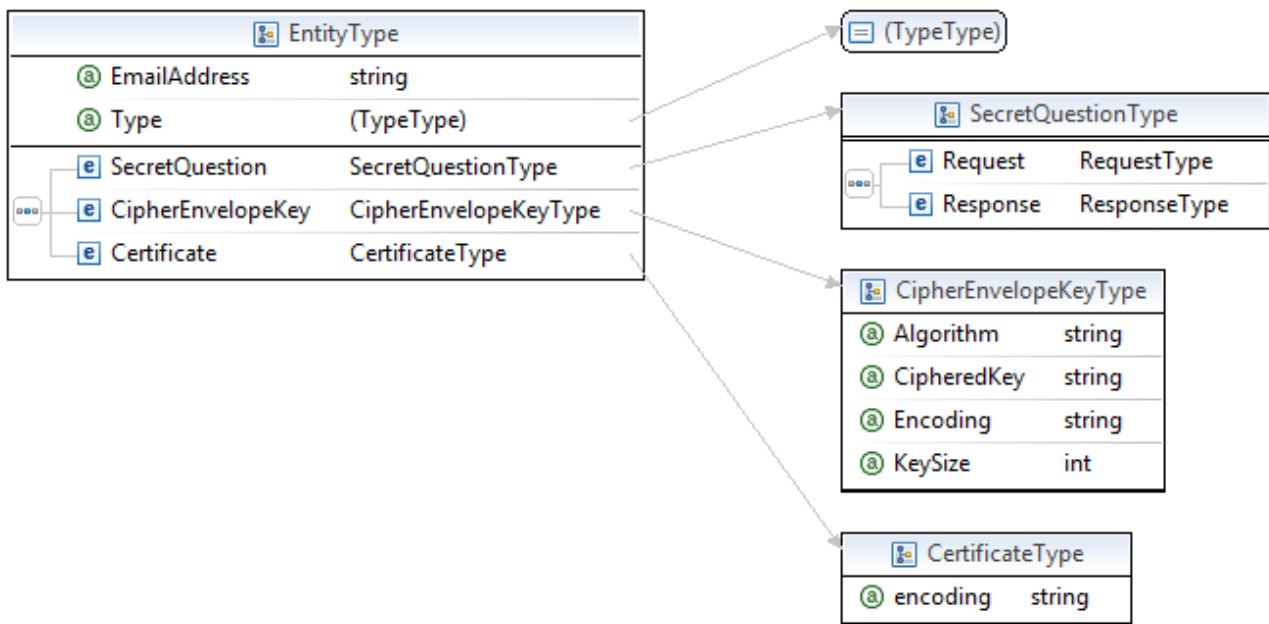 EntityType
EmailAddress string
Type (TypeType)
SecretQuestion SecretQuestionType
CipherEnvelopeKey CipherEnvelopeKeyType
Certificate CertificateType
(TypeType)
SecretQuestionType
Request RequestType
Response ResponseType
CipherEnvelopeKeyType
Algorithm string
CipheredKey string
Encoding string
KeySize int
CertificateType
encoding string